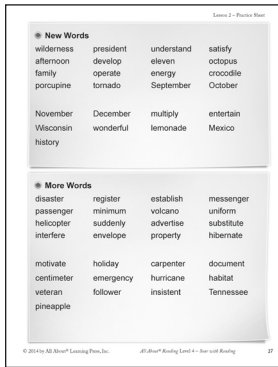 Lesson 2 – Practice Sheet
New Words
wilderness president understand satisfy
afternoon develop eleven octopus
family operate energy crocodile
porcupine tornado September October
November December multiply entertain
Wisconsin wonderful lemonade Mexico
history
More Words
disaster register establish messenger
passenger minimum volcano uniform
helicopter suddenly advertise substitute
interfere envelope property hibernate
motivate holiday carpenter document
centimeter emergency hurricane habitat
veteran follower insistent Tennessee
pineapple
© 2014 by All About® Learning Press, Inc. All About® Reading Level 4 – Soar with Reading 27